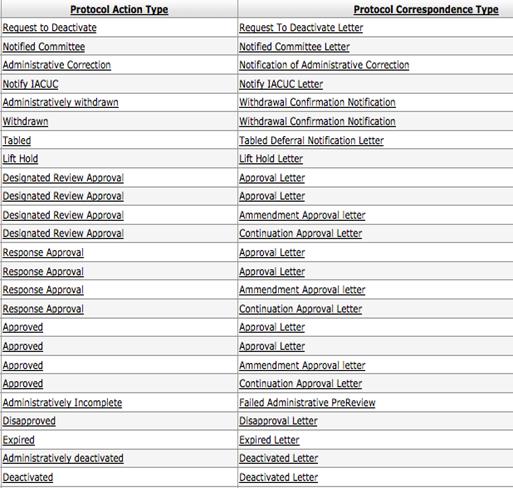 Protocol Action Type Protocol Correspondence Type
Request to Deactivate Request To Deactivate Letter
Notified Committee Notified Committee Letter
Administrative Correction Notification of Administrative Correction
Notify IACUC Notify IACUC Letter
Administratively withdrawn Withdrawal Confirmation Notification
Withdrawn Withdrawal Confirmation Notification
Tabled Tabled Deferral Notification Letter
Lift Hold Lift Hold Letter
Designated Review Approval Approval Letter
Designated Review Approval Approval Letter
Designated Review Approval Ammendment Approval letter
Designated Review Approval Continuation Approval Letter
Response Approval Approval Letter
Response Approval Approval Letter
Response Approval Ammendment Approval letter
Response Approval Continuation Approval Letter
Approved Approval Letter
Approved Approval Letter
Approved Ammendment Approval letter
Approved Continuation Approval Letter
Administratively Incomplete Failed Administrative PreReview
Disapproved Disapproval Letter
Expired Expired Letter
Administratively deactivated Deactivated Letter
Deactivated Deactivated Letter